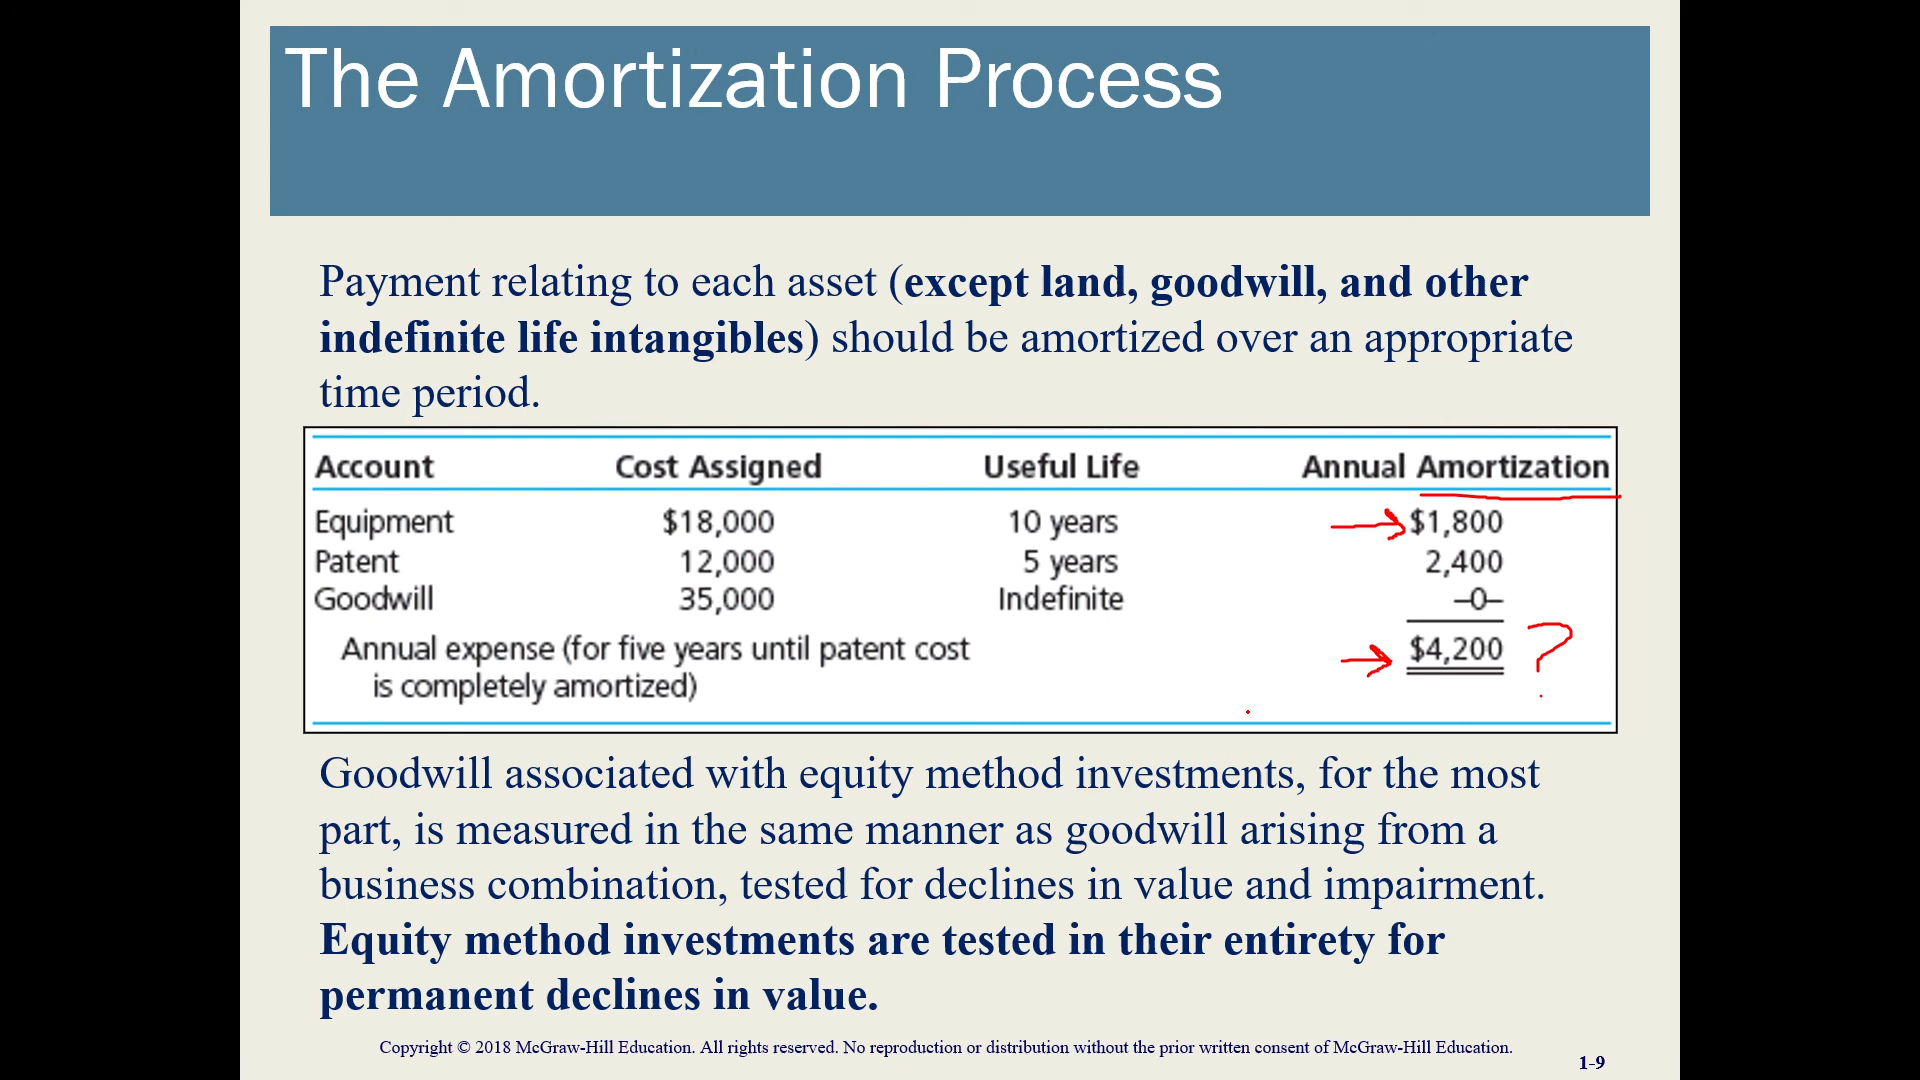 The Amortization Process
Payment relating to each asset (except land, goodwill, and other
indefinite life intangibles) should be amortized over an appropriate
time period.
Account Cost Assigned Useful Life Annual Amortization
Equipment $18,000 10 years $1,800
Patent 12,000 5 years 2,400
Goodwill 35,000 Indefinite –0–
Annual expense (for five years until patent cost $4,200 ?
is completely amortized)
Goodwill associated with equity method investments, for the most
part, is measured in the same manner as goodwill arising from a
business combination, tested for declines in value and impairment.
Equity method investments are tested in their entirety for
permanent declines in value.
Copyright © 2018 McGraw-Hill Education. All rights reserved. No reproduction or distribution without the prior written consent of McGraw-Hill Education.
1-9